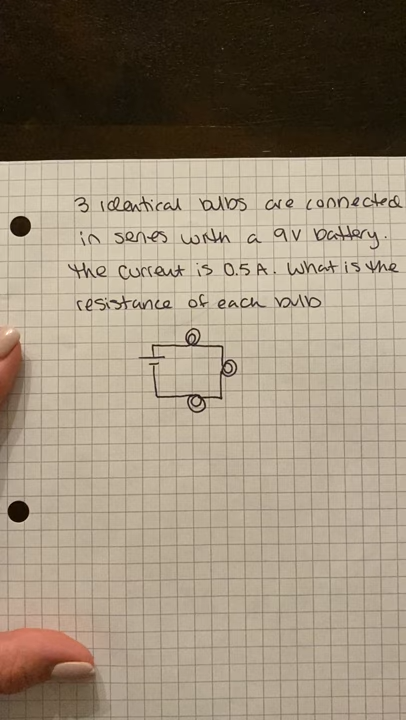 3 identical bulbs are connected
in series with a 9V battery.
The current is 0.5A. What is the
resistance of each bulb